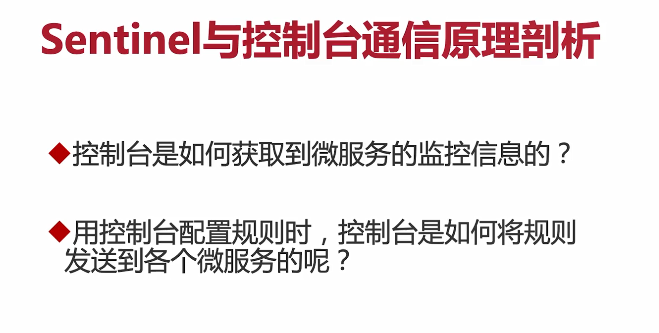 Sentinel与控制台通信原理剖析
◆控制台是如何获取到微服务的监控信息的？
◆用控制台配置规则时，控制台是如何将规则
发送到各个微服务的呢？